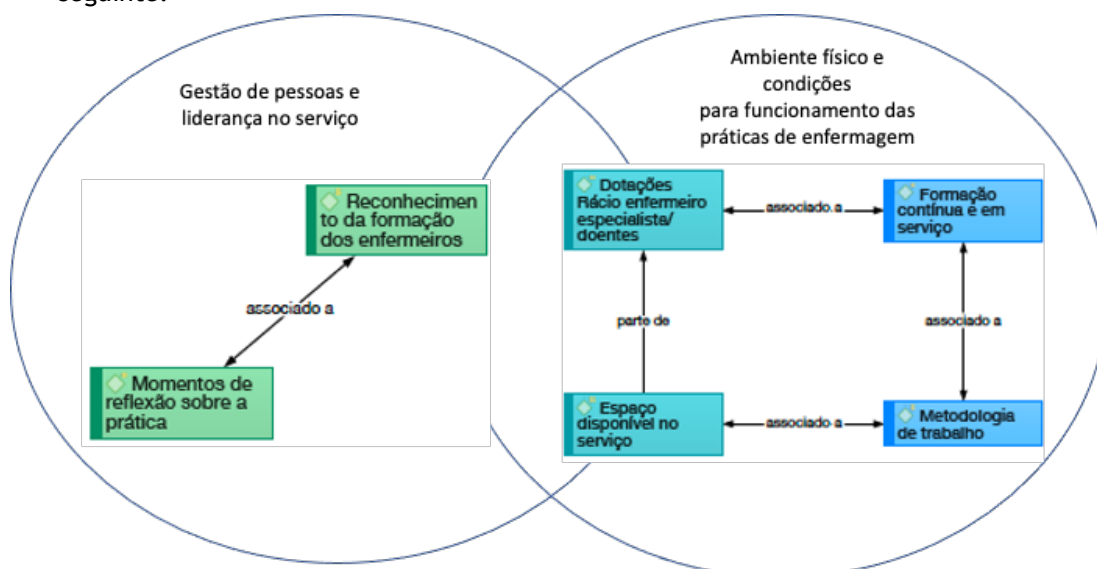 seguinte:
Gestão de pessoas e
liderança no serviço
Reconhecimen
to da formação
dos enfermeiros
associado a
Momentos de
reflexão sobre a
prática
Ambiente físico e
condições
para funcionamento das
práticas de enfermagem
Dotações
Rácio enfermeiro
especialista/
doentes
associado a
Formação
contínua e em
serviço
parte de
associado a
Espaço
disponível no
serviço
associado a
Metodologia
de trabalho